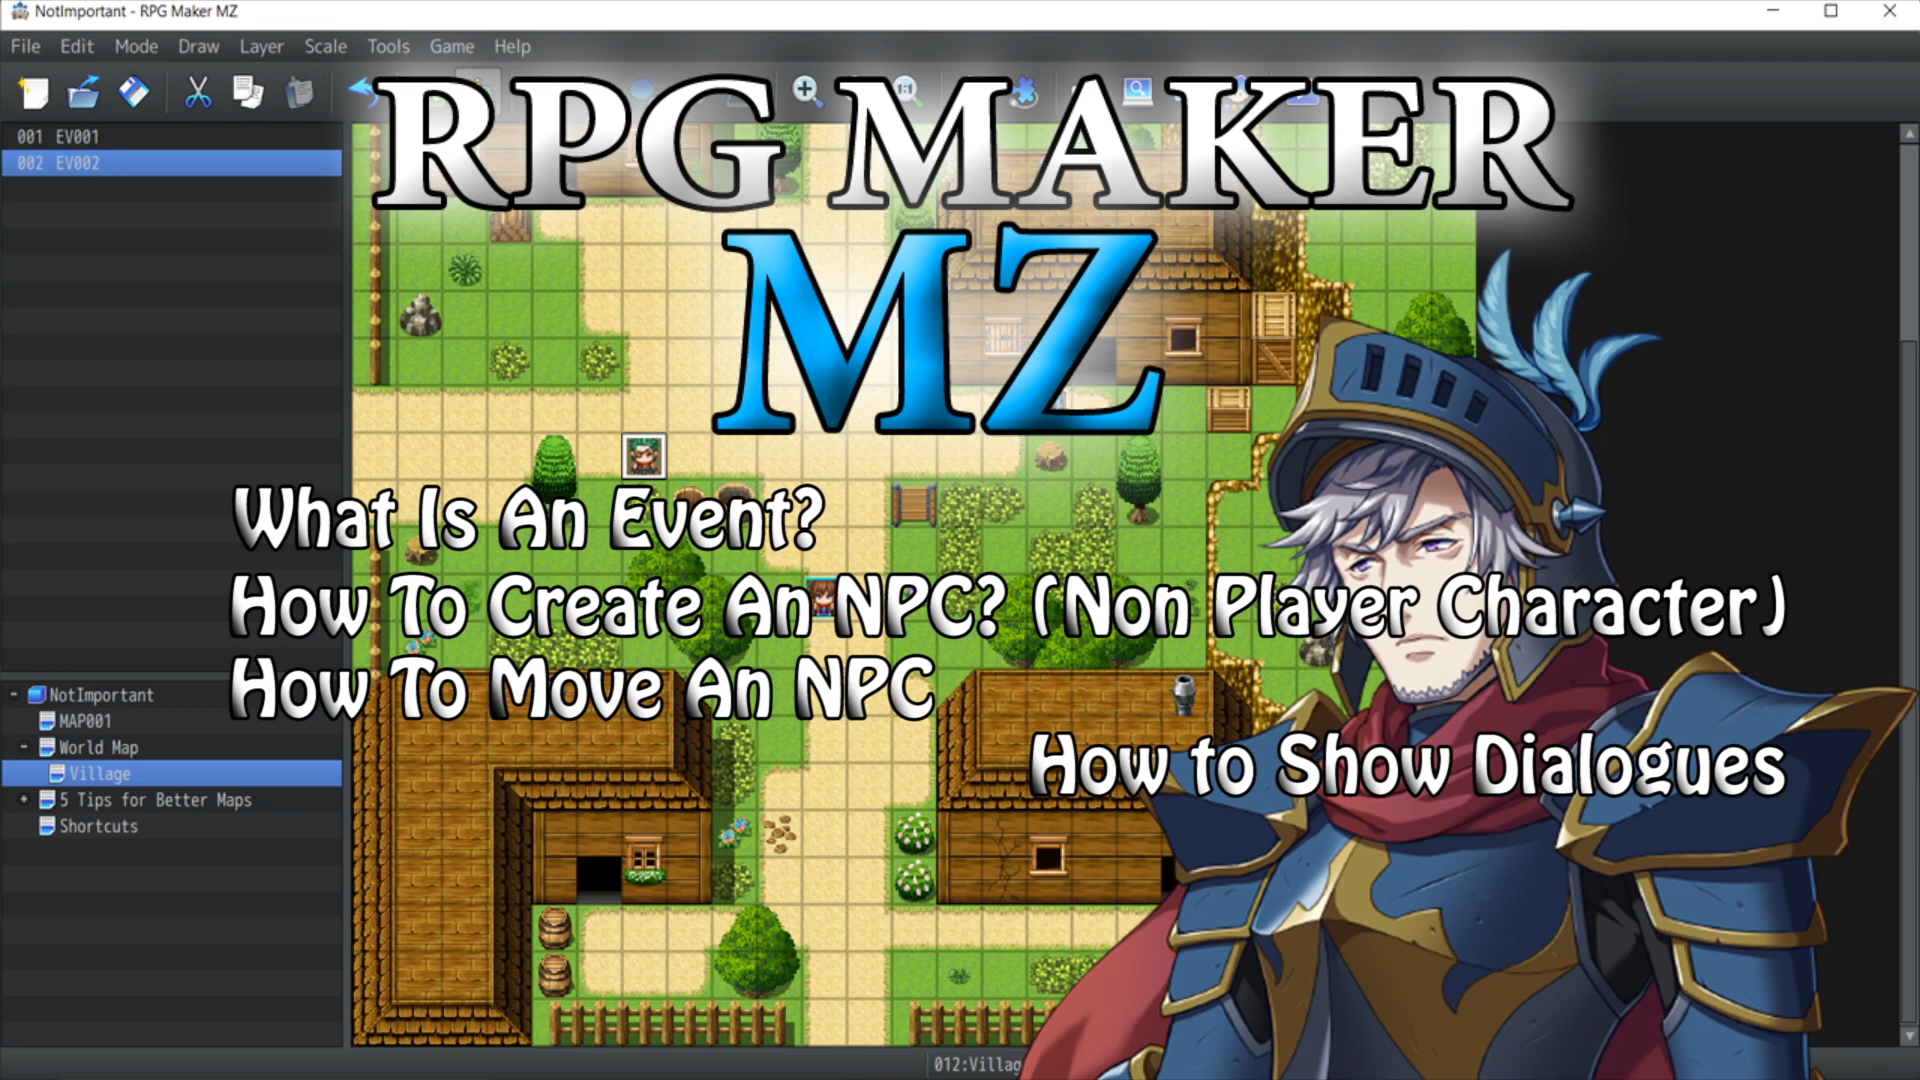 NotImportant - RPG Maker MZ
File Edit Mode Draw Layer Scale Tools Game Help
1:1
001 EV001
002 EV002
RPG MAKER
MZ
What Is An Event?
How To Create An NPC? (Non Player Character)
How To Move An NPC
How to Show Dialogues
NotImportant
MAP001
World Map
Village
5 Tips for Better Maps
Shortcuts
012:Villag